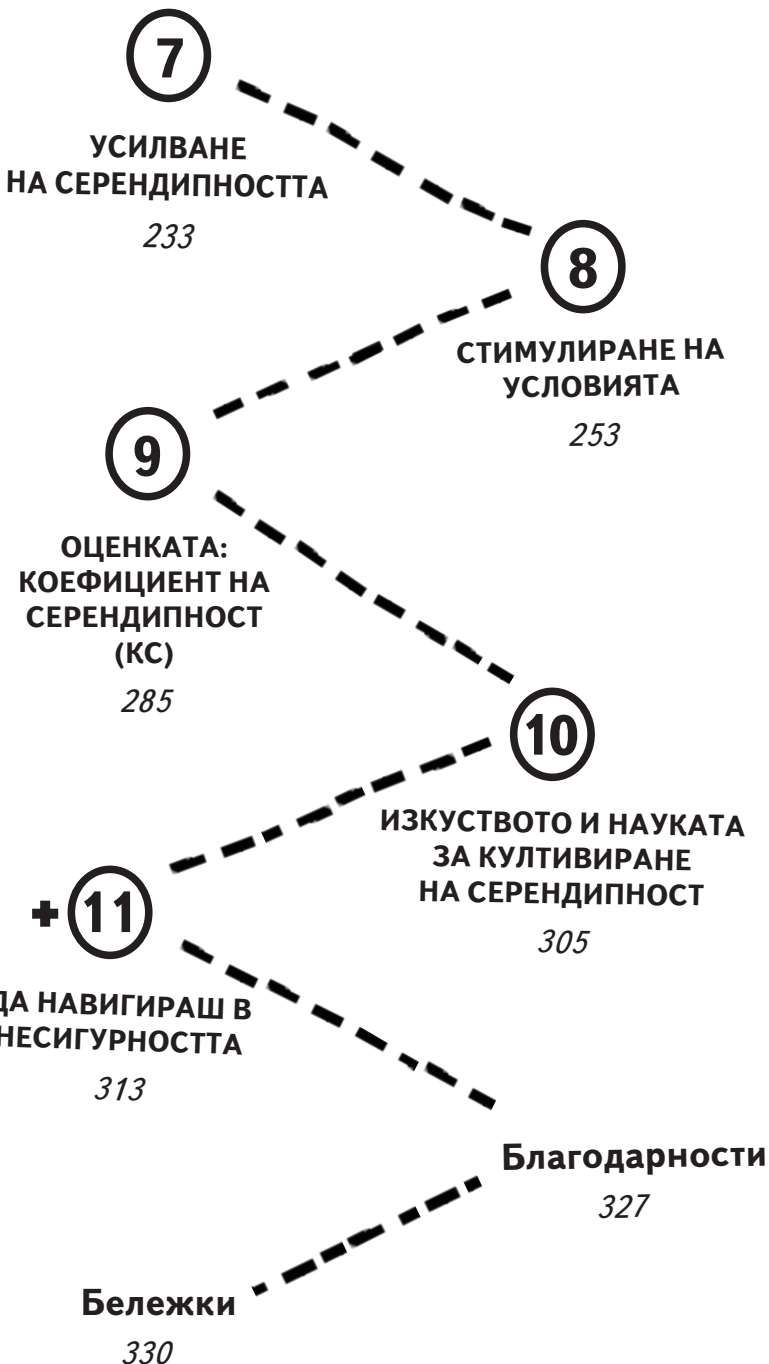 7
УСИЛВАНЕ
НА СЕРЕНДИПНОСТТА
233
8
СТИМУЛИРАНЕ НА
УСЛОВИЯТА
253
9
ОЦЕНКАТА:
КОЕФИЦИЕНТ НА
СЕРЕНДИПНОСТ
(КС)
285
10
ИЗКУСТВОТО И НАУКАТА
ЗА КУЛТИВИРАНЕ
НА СЕРЕНДИПНОСТ
305
+ 11
ДА НАВИГИРАШ В
НЕСИГУРНОСТТА
313
Благодарности
327
Бележки
330